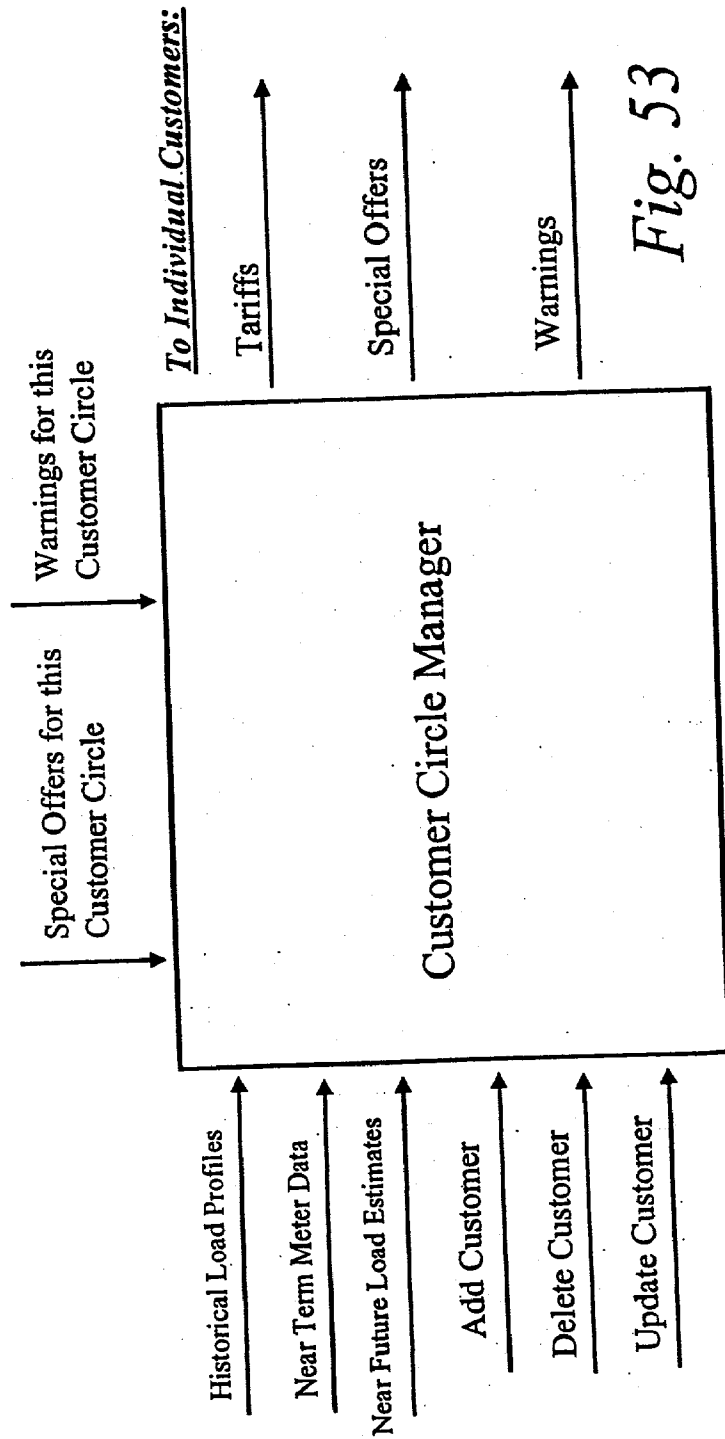 Special Offers for this
Customer Circle
Warnings for this
Customer Circle
Historical Load Profiles
Near Term Meter Data
Near Future Load Estimates
Add Customer
Delete Customer
Update Customer
Customer Circle Manager
To Individual Customers:
Tariffs
Special Offers
Warnings
Fig. 53